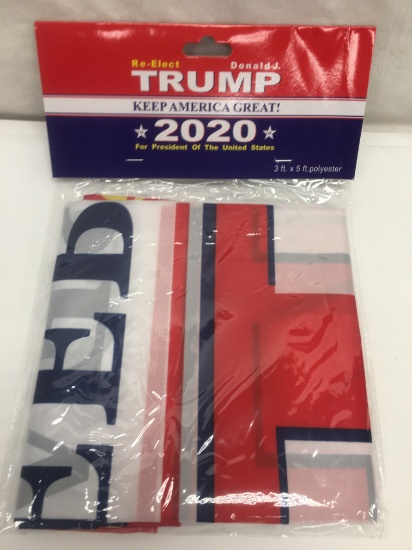 Re-Elect Donald J.
TRUMP
KEEP AMERICA GREAT!
2020
For President Of The United States
3 ft. x 5 ft.polyester
VED